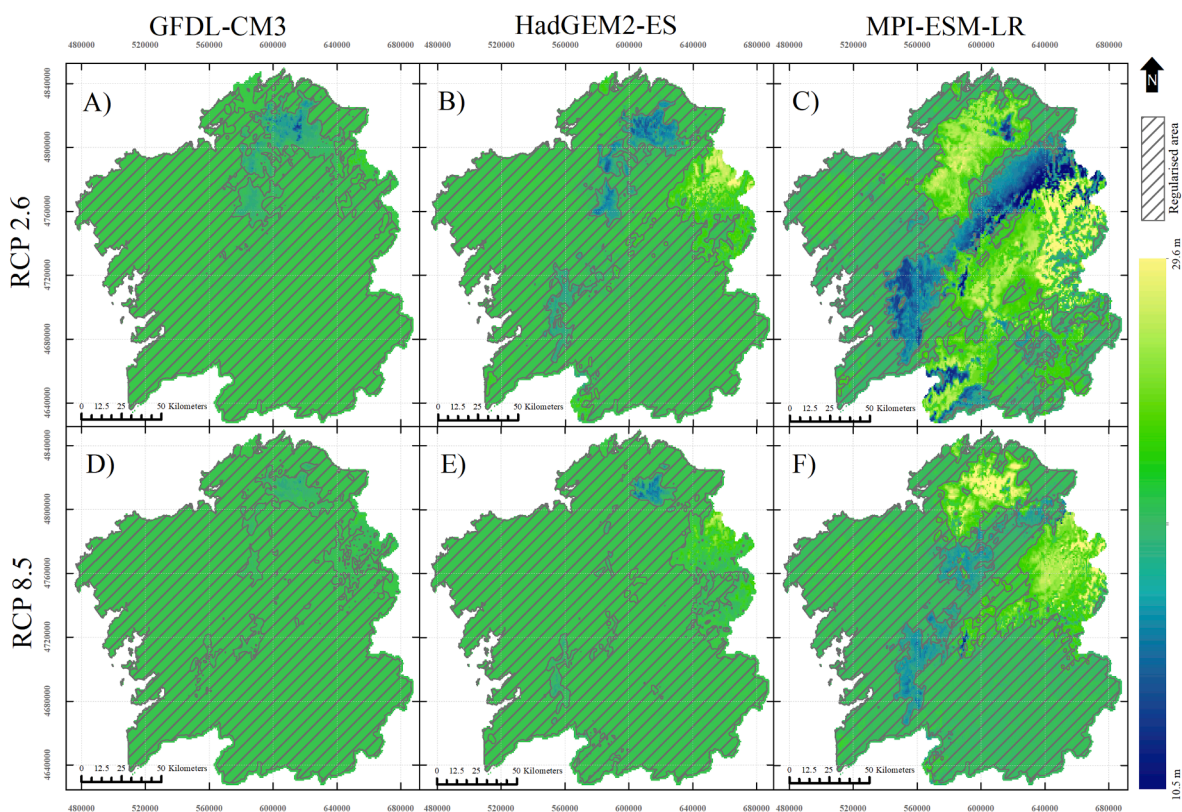 GFDL-CM3 HadGEM2-ES MPI-ESM-LR
480000 520000 560000 600000 640000 680000 480000 520000 560000 600000 640000 680000 480000 520000 560000 600000 640000 680000
A) B) C)
N
Regularised area
RCP 2.6
4840000
4800000
4760000
4720000
4680000
4640000
0 12.5 25 50 Kilometers 0 12.5 25 50 Kilometers 0 12.5 25 50 Kilometers
29.6 m
D) E) F)
RCP 8.5
4840000
4800000
4760000
4720000
4680000
4640000
0 12.5 25 50 Kilometers 0 12.5 25 50 Kilometers 0 12.5 25 50 Kilometers
10.5 m
480000 520000 560000 600000 640000 680000 480000 520000 560000 600000 640000 680000 480000 520000 560000 600000 640000 680000